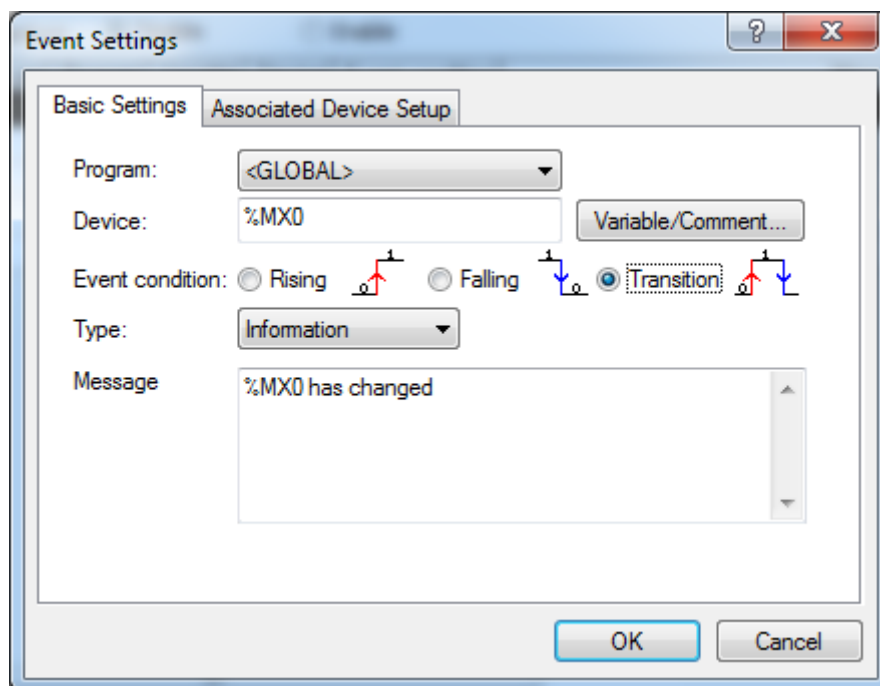 Event Settings
Basic Settings Associated Device Setup
Program: <GLOBAL>
Device: %MX0 Variable/Comment...
Event condition: Rising 0 1 Falling 1 0 Transition 0 1
Type: Information
Message %MX0 has changed
OK Cancel